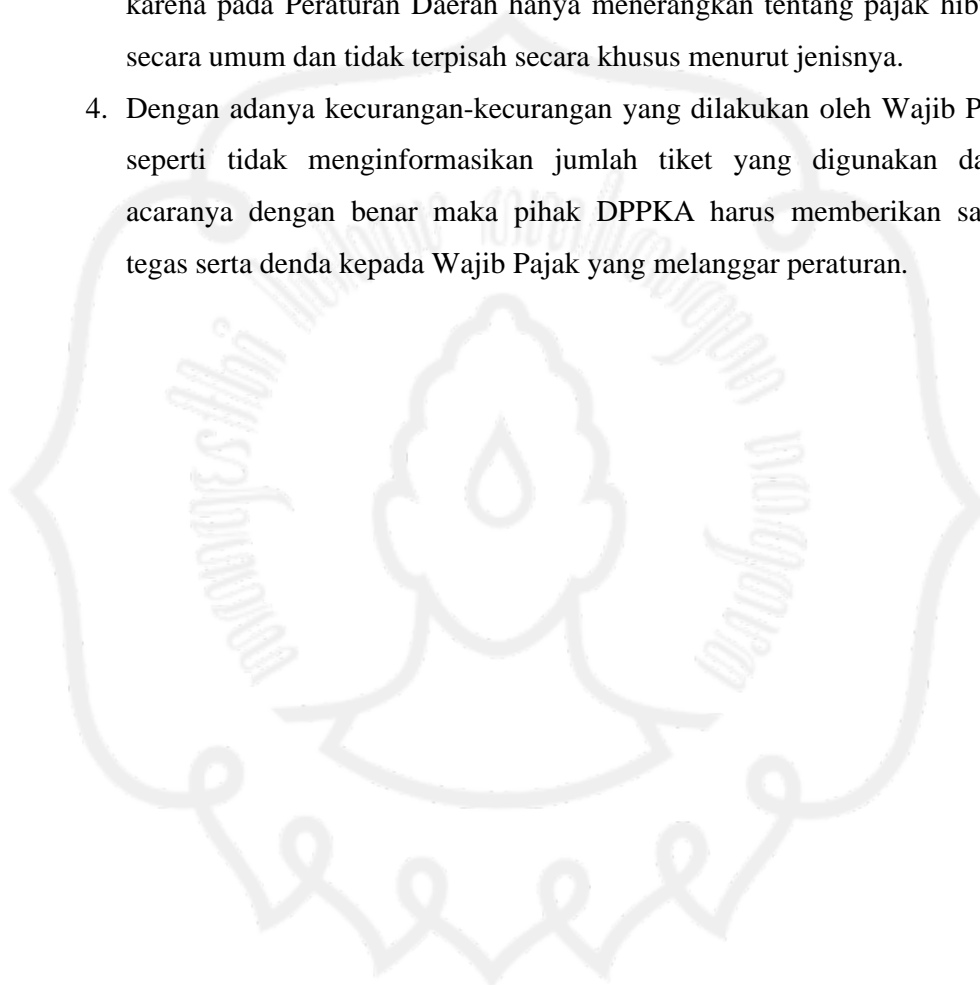 karena pada Peraturan Daerah hanya menerangkan tentang pajak hib
secara umum dan tidak terpisah secara khusus menurut jenisnya.
4. Dengan adanya kecurangan-kecurangan yang dilakukan oleh Wajib P
seperti tidak menginformasikan jumlah tiket yang digunakan da
acaranya dengan benar maka pihak DPPKA harus memberikan sa
tegas serta denda kepada Wajib Pajak yang melanggar peraturan.